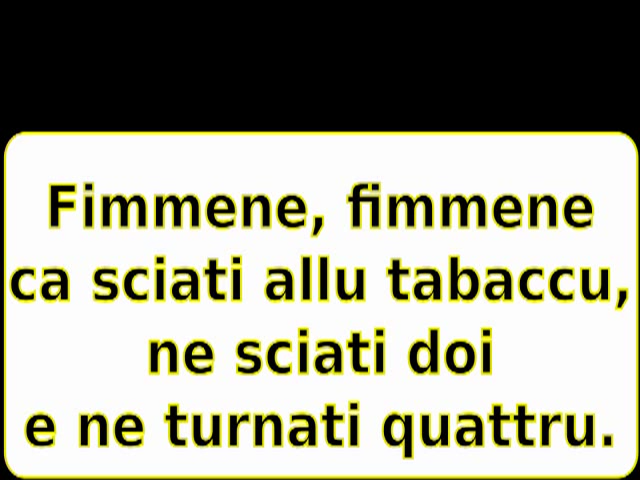 Fimmene, fimmene
ca sciati allu tabaccu,
ne sciati doi
e ne turnati quattru.